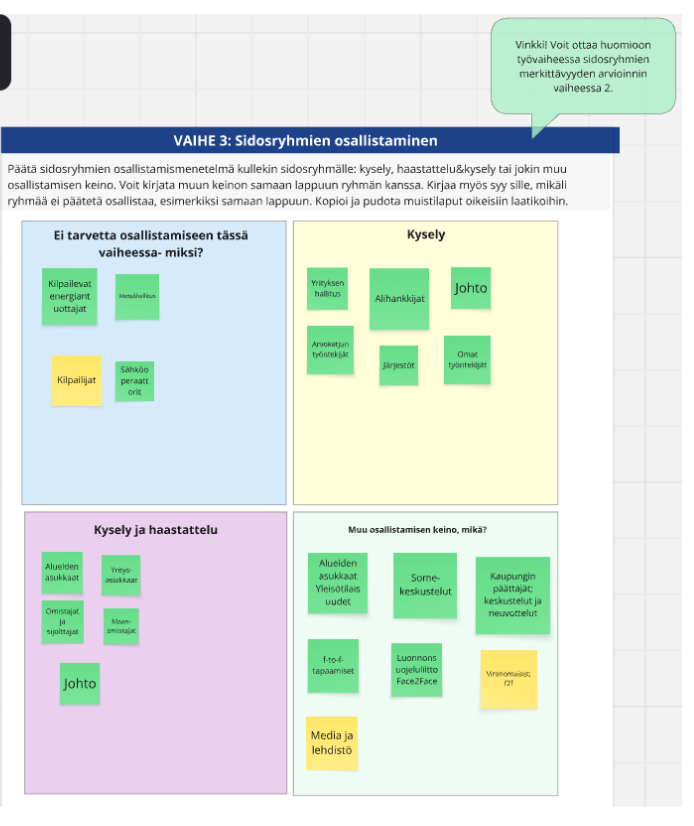 Vinkki! Voit ottaa huomioon
työvaiheessa sidosryhmien
merkittävyyden arvioinnin
vaiheessa 2.
VAIHE 3: Sidosryhmien osallistaminen
Päätä sidosryhmien osallistamismenetelmä kullekin sidosryhmälle: kysely, haastattelu&kysely tai jokin muu
osallistamisen keino. Voit kirjata muun keinon samaan lappuun ryhmän kanssa. Kirjaa myös syy sille, mikäli
ryhmää ei päätetä osallistaa, esimerkiksi samaan lappuun. Kopioi ja pudota muistilaput oikeisiin laatikoihin.
Ei tarvetta osallistamiseen tässä
vaiheessa- miksi?
Kilpailevat
energiant
uottajat
Metsähallitus
Kilpailijat
Sähköo
peraatt
orit
Kysely
Yrityksen
hallitus
Alihankkijat
Johto
Arvoketjun
työntekijät
Järjestöt
Omat
työntekijät
Kysely ja haastattelu
Alueiden
asukkaat
Yritys-
asiakkaat
Omistajat
ja
sijoittajat
Maan-
omistajat
Johto
Muu osallistamisen keino, mikä?
Alueiden
asukkaat
Yleisötilais
uudet
Some-
keskustelut
Kaupungin
päättäjät;
keskustelut ja
neuvottelut
f-to-f-
tapaamiset
Luonnons
uojeluliitto
Face2Face
Viranomaiset;
f2f
Media ja
lehdistö